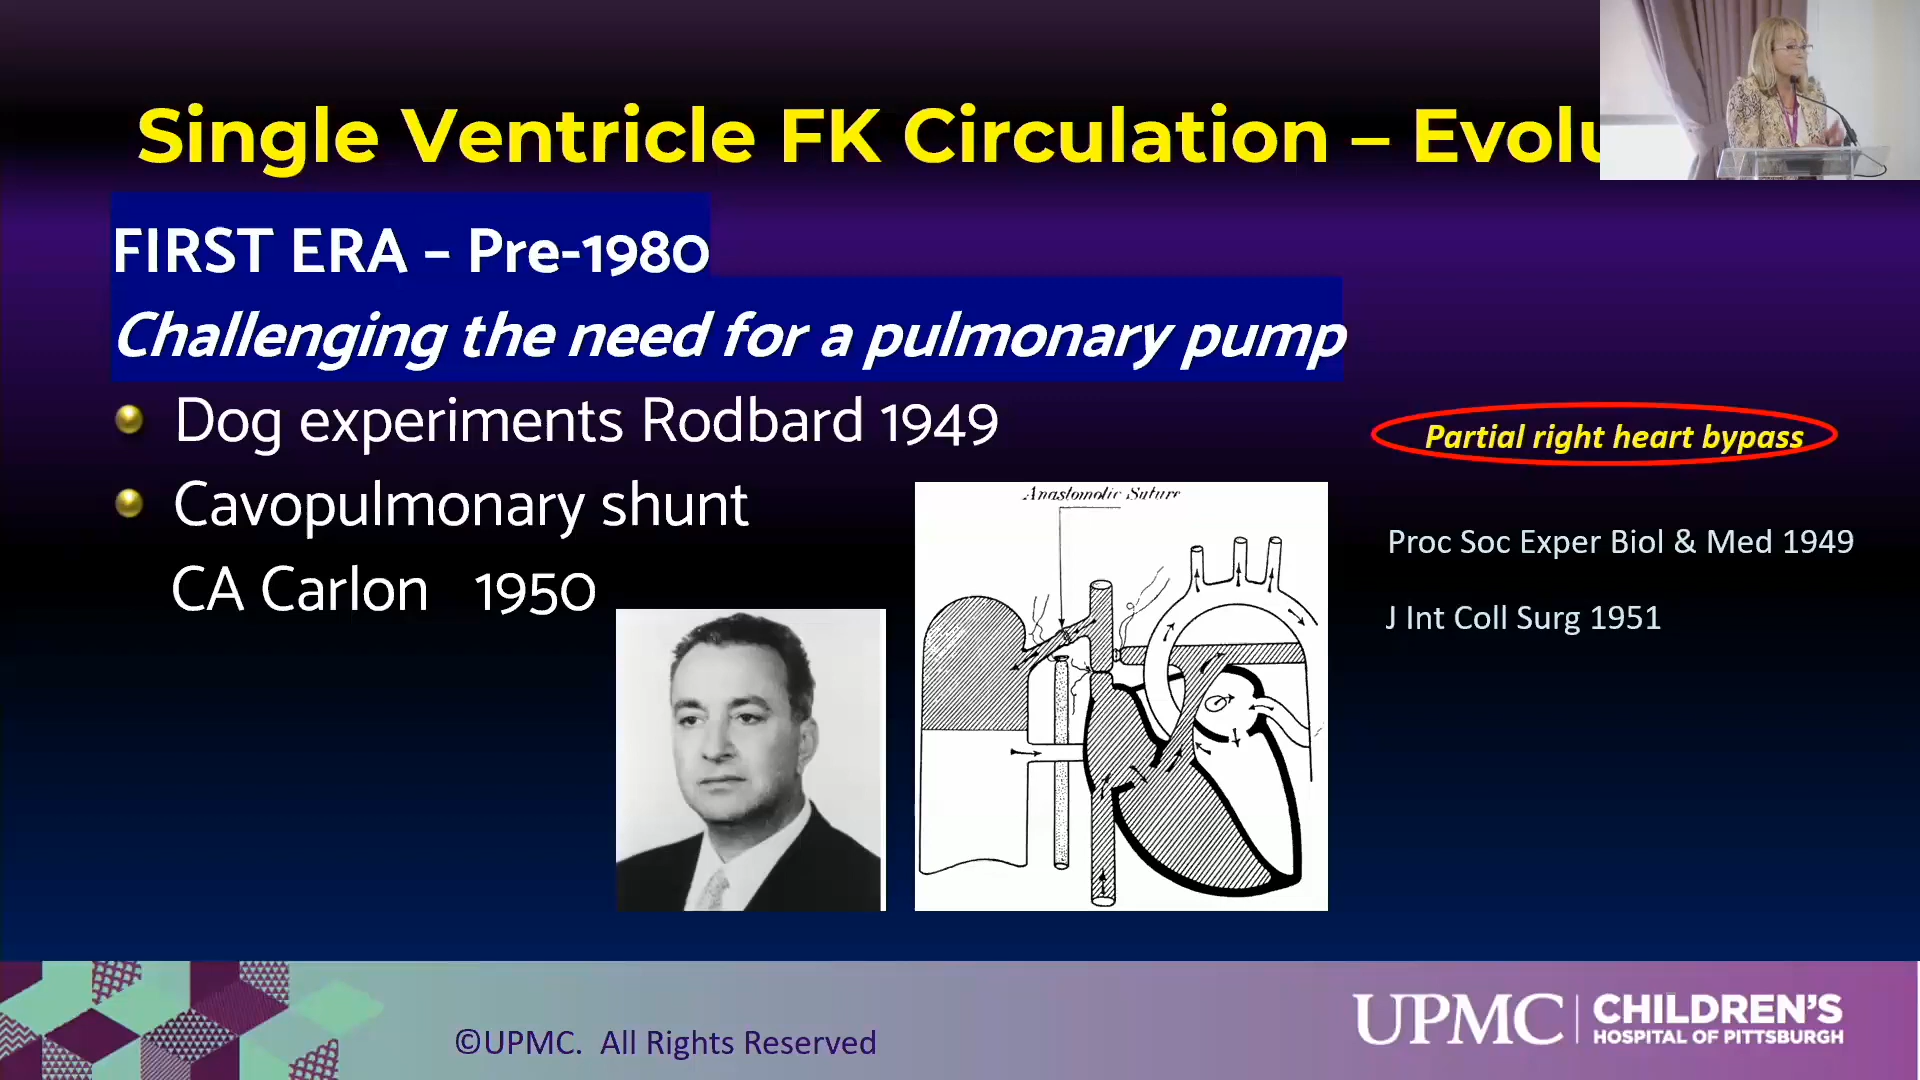 Single Ventricle FK Circulation – Evolu
FIRST ERA – Pre-1980
Challenging the need for a pulmonary pump
Dog experiments Rodbard 1949
Partial right heart bypass
Cavopulmonary shunt
CA Carlon 1950
Anastomotic Suture
Proc Soc Exper Biol & Med 1949
J Int Coll Surg 1951
©UPMC. All Rights Reserved
UPMC | CHILDREN'S
HOSPITAL OF PITTSBURGH